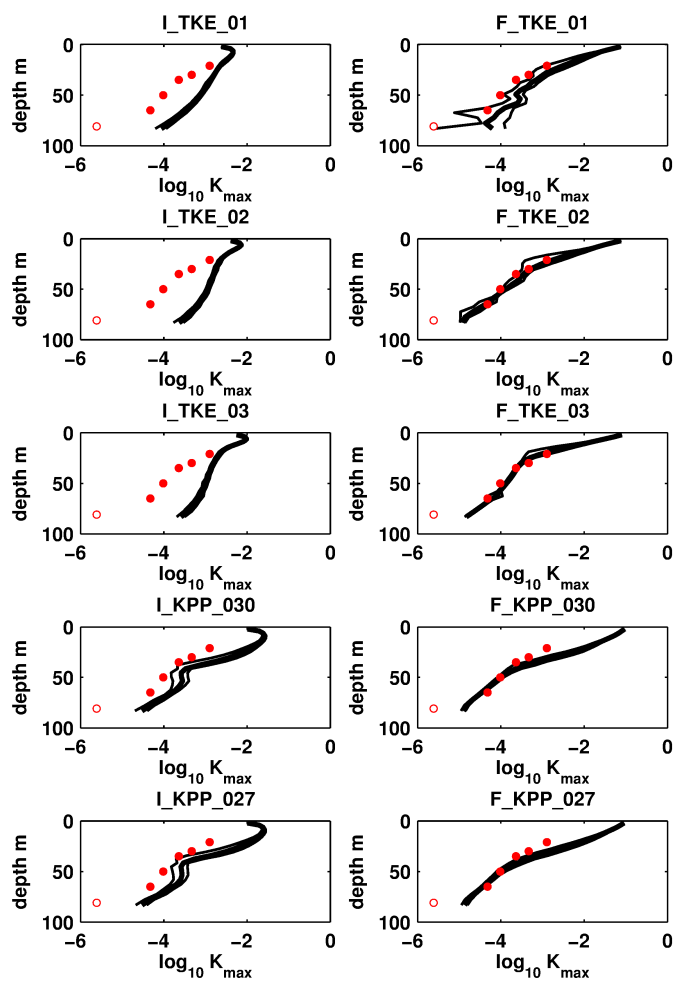 I_TKE_01 F_TKE_01
0 0
depth m 50 depth m 50
100 100
−6 −4 −2 0 −6 −4 −2 0
log10 Kmax log10 Kmax
I_TKE_02 F_TKE_02
0 0
depth m 50 depth m 50
100 100
−6 −4 −2 0 −6 −4 −2 0
log10 Kmax log10 Kmax
I_TKE_03 F_TKE_03
0 0
depth m 50 depth m 50
100 100
−6 −4 −2 0 −6 −4 −2 0
log10 Kmax log10 Kmax
I_KPP_030 F_KPP_030
0 0
depth m 50 depth m 50
100 100
−6 −4 −2 0 −6 −4 −2 0
log10 Kmax log10 Kmax
I_KPP_027 F_KPP_027
0 0
depth m 50 depth m 50
100 100
−6 −4 −2 0 −6 −4 −2 0
log10 Kmax log10 Kmax